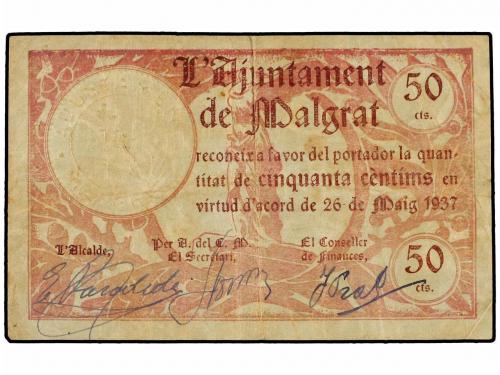 L'Ajuntament
de Malgrat
50
cts.
reconeix a favor del portador la quan-
titat de cinquanta cèntims en
virtud d'acord de 26 de Maig 1937
L'Alcalde,
Per A. del C. M.
El Secretari,
El Conseller
de Finances,
50
cts.